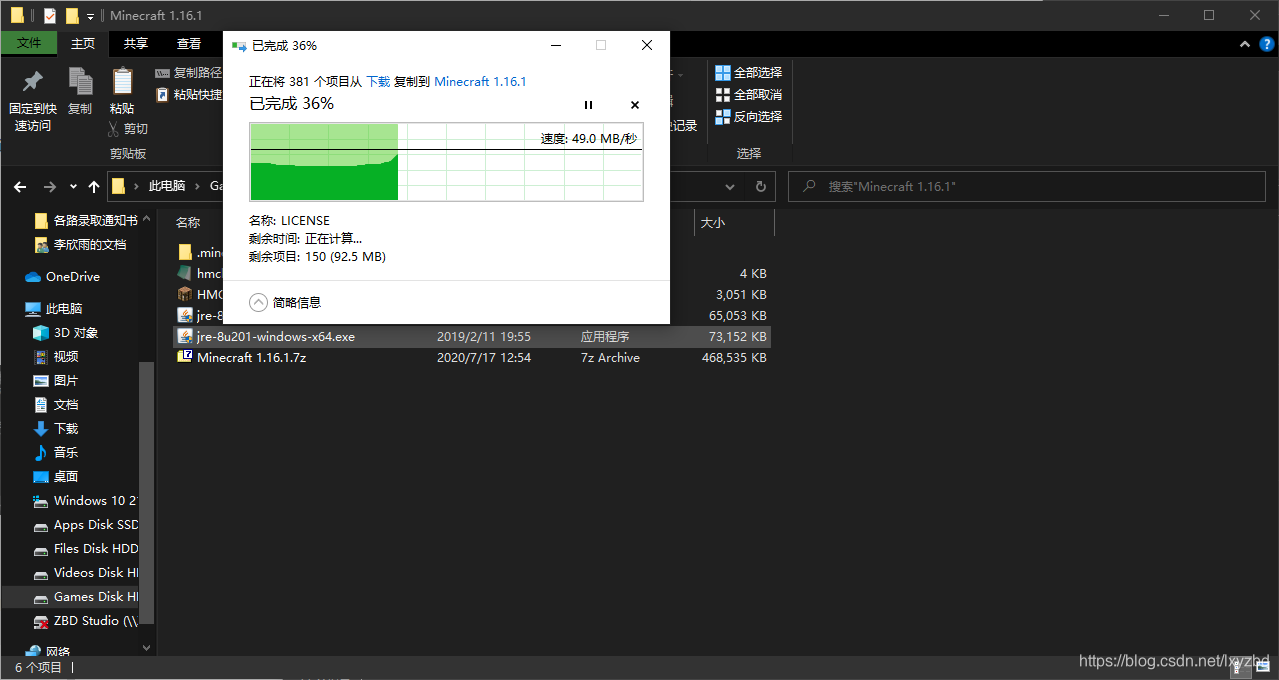 Minecraft 1.16.1
文件 主页 共享 查看
固定到快速访问
复制
粘贴
复制路径
粘贴快捷
剪切
剪贴板
记录
全部选择
全部取消
反向选择
选择
已完成 36%
正在将 381 个项目从 下载 复制到 Minecraft 1.16.1
已完成 36%
速度: 49.0 MB/秒
名称: LICENSE
剩余时间: 正在计算...
剩余项目: 150 (92.5 MB)
简略信息
此电脑 › Ga
搜索"Minecraft 1.16.1"
名称 大小
.min
hmc 4 KB
HMC 3,051 KB
jre-8 65,053 KB
jre-8u201-windows-x64.exe 2019/2/11 19:55 应用程序 73,152 KB
Minecraft 1.16.1.7z 2020/7/17 12:54 7z Archive 468,535 KB
各路录取通知书
李欣雨的文档
OneDrive
此电脑
3D 对象
视频
图片
文档
下载
音乐
桌面
Windows 10 2
Apps Disk SSD
Files Disk HDD
Videos Disk H
Games Disk H
ZBD Studio (\\
网络
6 个项目
https://blog.csdn.net/lxyzbd